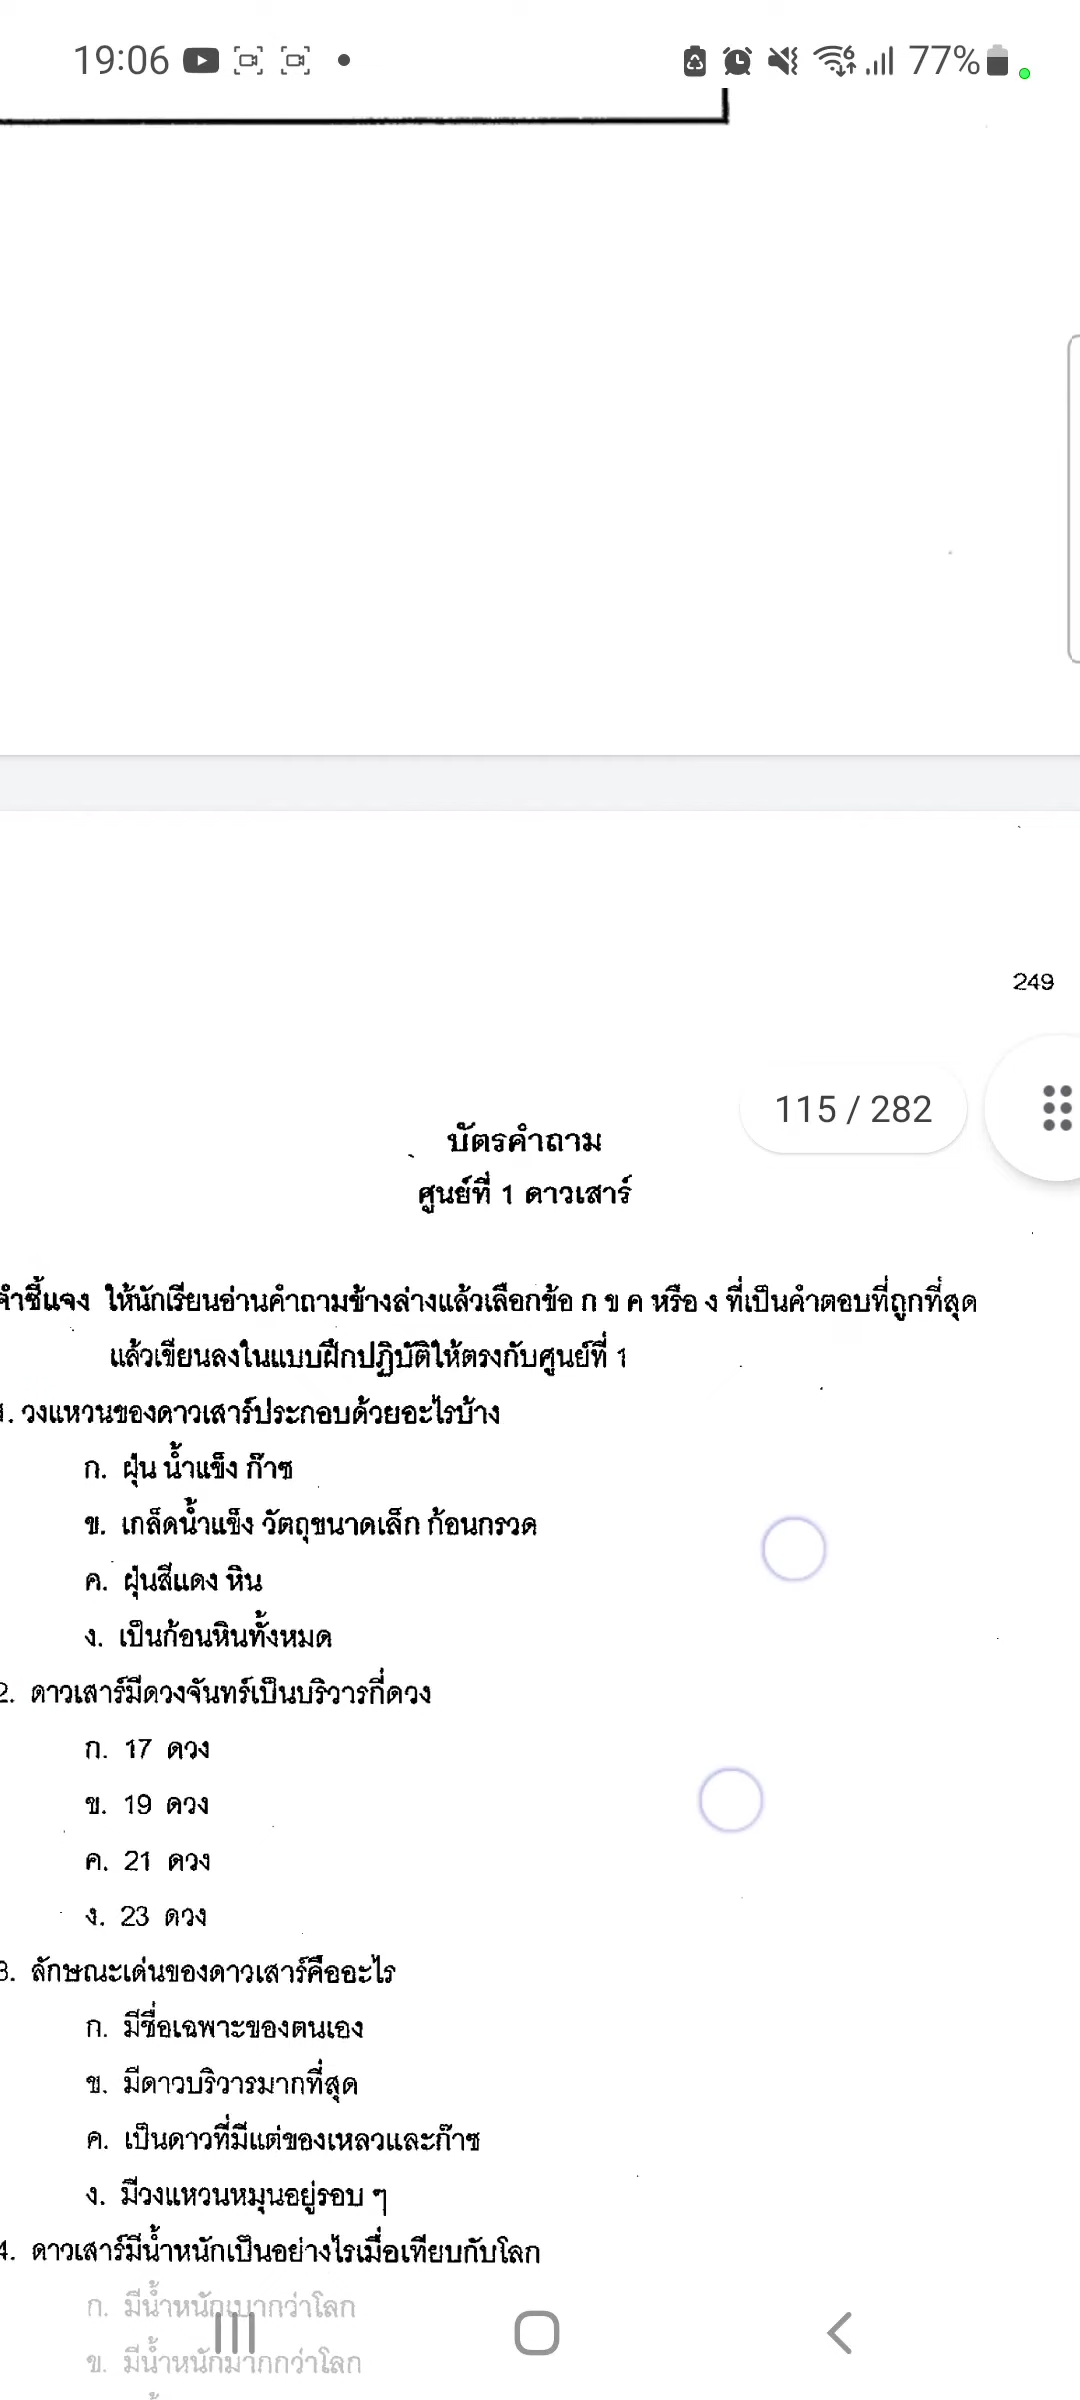 19:06
77%
249
115 / 282
บัตรคำถาม
ศูนย์ที่ 1 ดาวเสาร์
คำชี้แจง ให้นักเรียนอ่านคำถามข้างล่างแล้วเลือกข้อ ก ข ค หรือ ง ที่เป็นคำตอบที่ถูกที่สุด
แล้วเขียนลงในแบบฝึกปฏิบัติให้ตรงกับศูนย์ที่ 1
1. วงแหวนของดาวเสาร์ประกอบด้วยอะไรบ้าง
ก. ฝุ่น น้ำแข็ง ก๊าซ
ข. เกล็ดน้ำแข็ง วัตถุขนาดเล็ก ก้อนกรวด
ค. ฝุ่นสีแดง หิน
ง. เป็นก้อนหินทั้งหมด
2. ดาวเสาร์มีดวงจันทร์เป็นบริวารกี่ดวง
ก. 17 ดวง
ข. 19 ดวง
ค. 21 ดวง
ง. 23 ดวง
3. ลักษณะเด่นของดาวเสาร์คืออะไร
ก. มีชื่อเฉพาะของตนเอง
ข. มีดาวบริวารมากที่สุด
ค. เป็นดาวที่มีแต่ของเหลวและก๊าซ
ง. มีวงแหวนหมุนอยู่รอบ ๆ
4. ดาวเสาร์มีน้ำหนักเป็นอย่างไรเมื่อเทียบกับโลก
ก. มีน้ำหนักเบากว่าโลก
ข. มีน้ำหนักมากกว่าโลก